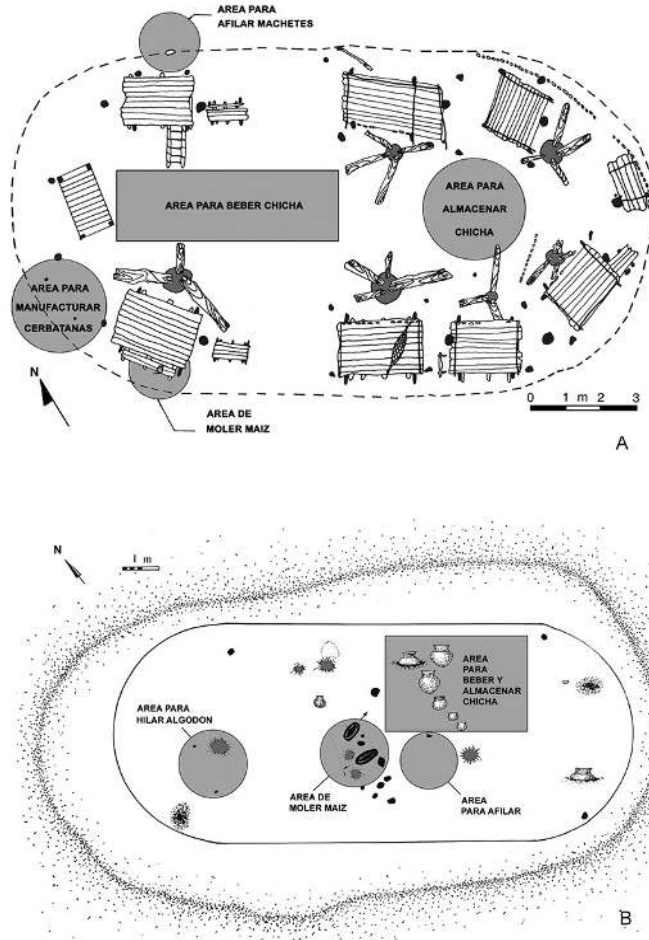 AREA PARA
AFILAR MACHETES
AREA PARA BEBER CHICHA
AREA PARA
ALMACENAR
CHICHA
AREA PARA
MANUFACTURAR
CERBATANAS
N
AREA DE
MOLER MAIZ
0 1 m 2 3
A
N
1 m
AREA
PARA
BEBER Y
ALMACENAR
CHICHA
AREA PARA
HILAR ALGODON
AREA DE
MOLER MAIZ
AREA
PARA AFILAR
B